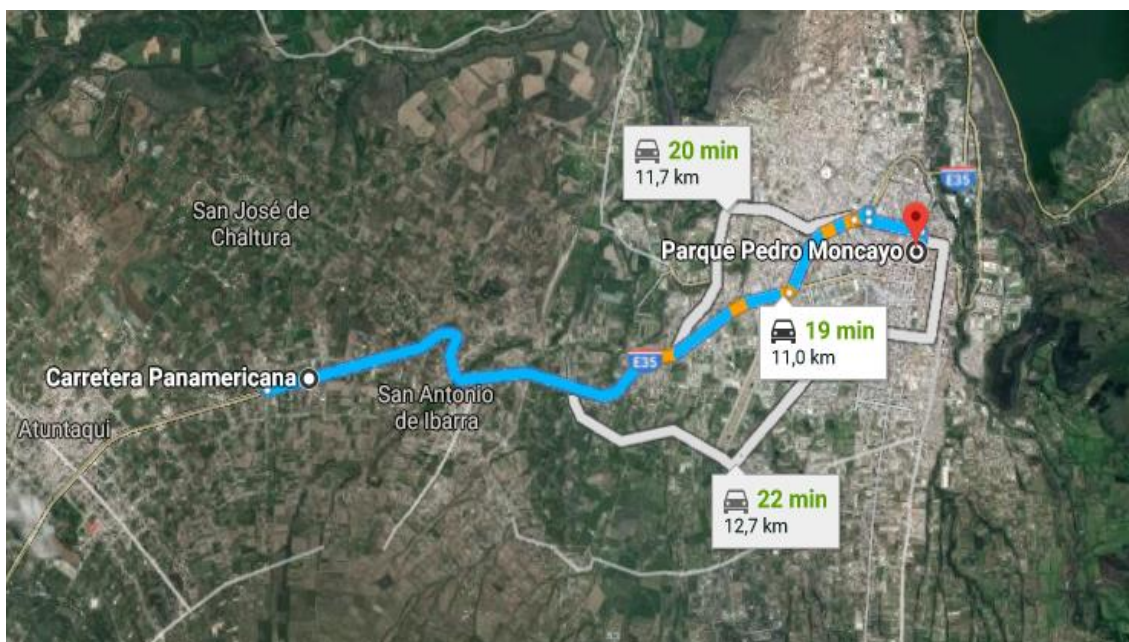 20 min
11,7 km
E35
San José de
Chaltura
Parque Pedro Moncayo
19 min
11,0 km
E35
Carretera Panamericana
San Antonio
de Ibarra
Atuntaqui
22 min
12,7 km